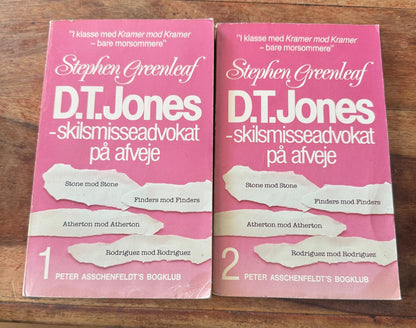 "I klasse med Kramer mod Kramer
– bare morsommere"
Stephen Greenleaf
D.T. Jones
-skilsmisseadvokat
på afveje
Stone mod Stone
Finders mod Finders
Atherton mod Atherton
Rodriguez mod Rodriguez
1 PETER ASSCHENFELDT'S BOGKLUB
"I klasse med Kramer mod Kramer
– bare morsommere"
Stephen Greenleaf
D.T. Jones
-skilsmisseadvokat
på afveje
Stone mod Stone
Finders mod Finders
Atherton mod Atherton
Rodriguez mod Rodriguez
2 PETER ASSCHENFELDT'S BOGKLUB